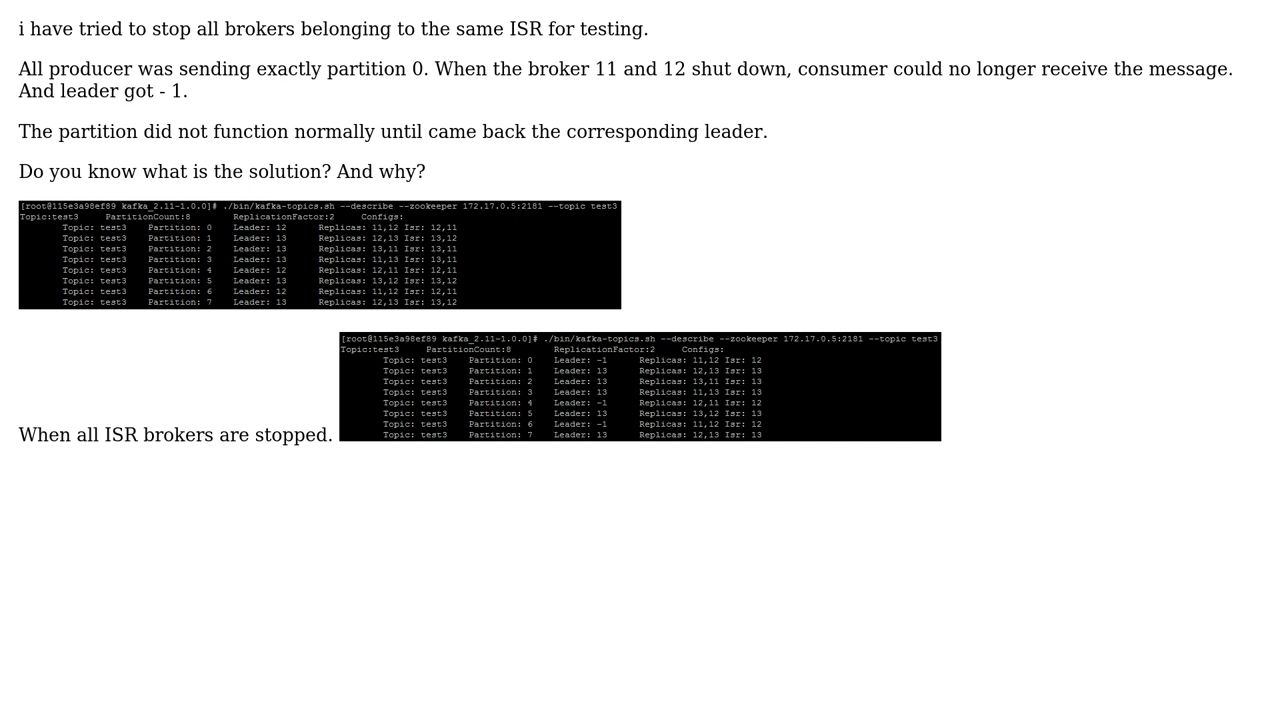 i have tried to stop all brokers belonging to the same ISR for testing.
All producer was sending exactly partition 0. When the broker 11 and 12 shut down, consumer could no longer receive the message.
And leader got - 1.
The partition did not function normally until came back the corresponding leader.
Do you know what is the solution? And why?
[root@115e3a98ef89 kafka_2.11-1.0.0]# ./bin/kafka-topics.sh --describe --zookeeper 172.17.0.5:2181 --topic test3
Topic:test3 PartitionCount:8 ReplicationFactor:2 Configs:
Topic: test3 Partition: 0 Leader: 12 Replicas: 11,12 Isr: 12,11
Topic: test3 Partition: 1 Leader: 13 Replicas: 12,13 Isr: 13,12
Topic: test3 Partition: 2 Leader: 13 Replicas: 13,11 Isr: 13,11
Topic: test3 Partition: 3 Leader: 13 Replicas: 11,13 Isr: 13,11
Topic: test3 Partition: 4 Leader: 12 Replicas: 12,11 Isr: 12,11
Topic: test3 Partition: 5 Leader: 13 Replicas: 13,12 Isr: 13,12
Topic: test3 Partition: 6 Leader: 12 Replicas: 11,12 Isr: 12,11
Topic: test3 Partition: 7 Leader: 13 Replicas: 12,13 Isr: 13,12
[root@115e3a98ef89 kafka_2.11-1.0.0]# ./bin/kafka-topics.sh --describe --zookeeper 172.17.0.5:2181 --topic test3
Topic:test3 PartitionCount:8 ReplicationFactor:2 Configs:
Topic: test3 Partition: 0 Leader: -1 Replicas: 11,12 Isr: 12
Topic: test3 Partition: 1 Leader: 13 Replicas: 12,13 Isr: 13
Topic: test3 Partition: 2 Leader: 13 Replicas: 13,11 Isr: 13
Topic: test3 Partition: 3 Leader: 13 Replicas: 11,13 Isr: 13
Topic: test3 Partition: 4 Leader: -1 Replicas: 12,11 Isr: 12
Topic: test3 Partition: 5 Leader: 13 Replicas: 13,12 Isr: 13
Topic: test3 Partition: 6 Leader: -1 Replicas: 11,12 Isr: 12
Topic: test3 Partition: 7 Leader: 13 Replicas: 12,13 Isr: 13
When all ISR brokers are stopped.